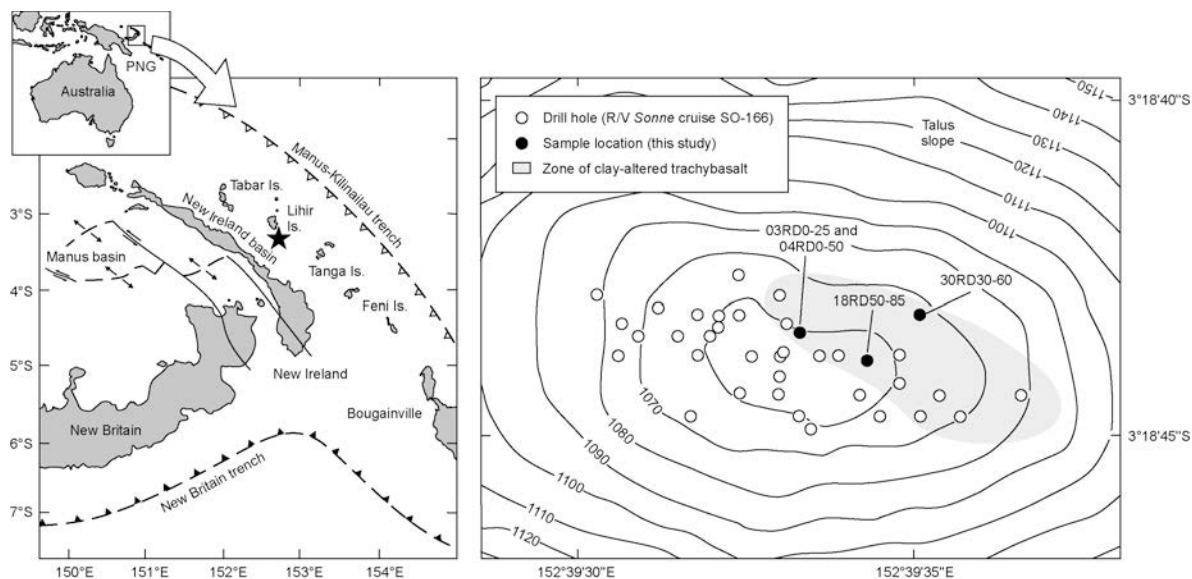 PNG
Australia
Manus-Kilinailau trench
Tabar Is.
Lihir
Is.
New Ireland basin
Manus basin
Tanga Is.
Feni Is.
New Ireland
Bougainville
New Britain
New Britain trench
3°S
4°S
5°S
6°S
7°S
150°E
151°E
152°E
153°E
154°E
Drill hole (R/V Sonne cruise SO-166)
Sample location (this study)
Zone of clay-altered trachybasalt
Talus
slope
1150
1140
1130
1120
1110
1100
03RD0-25 and
04RD0-50
30RD30-60
18RD50-85
1070
1080
1090
1100
1110
1120
3°18'40"S
3°18'45"S
152°39'30"E
152°39'35"E